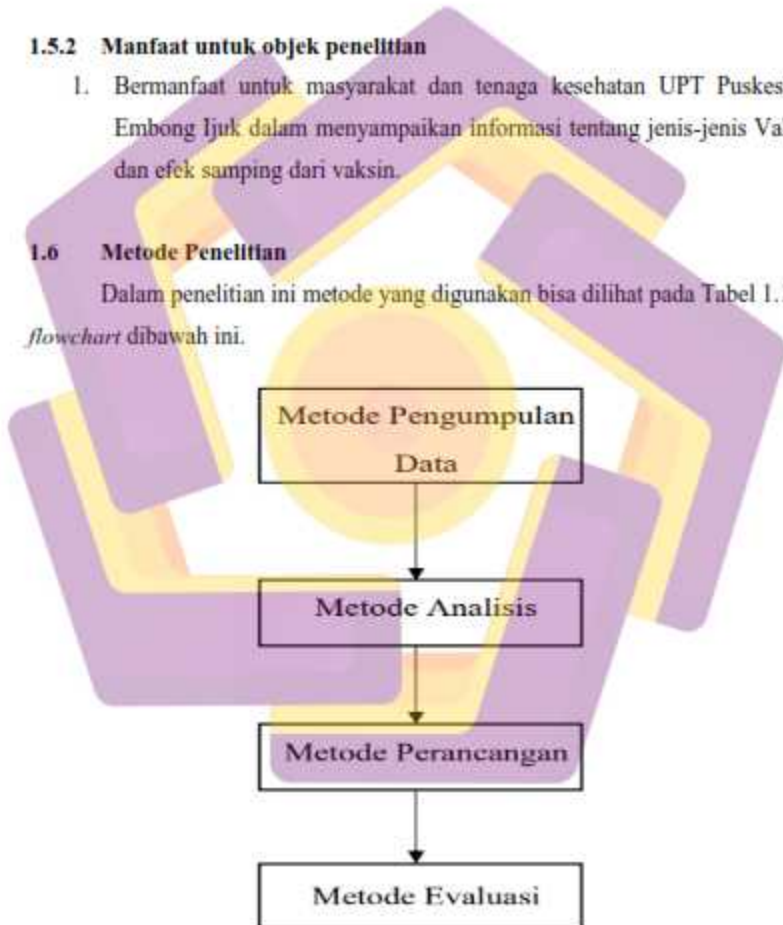 1.5.2 Manfaat untuk objek penelitian
1. Bermanfaat untuk masyarakat dan tenaga kesehatan UPT Puskes
Embong Ijuk dalam menyampaikan informasi tentang jenis-jenis Va
dan efek samping dari vaksin.
1.6 Metode Penelitian
Dalam penelitian ini metode yang digunakan bisa dilihat pada Tabel 1.
flowchart dibawah ini.
Metode Pengumpulan
Data
Metode Analisis
Metode Perancangan
Metode Evaluasi